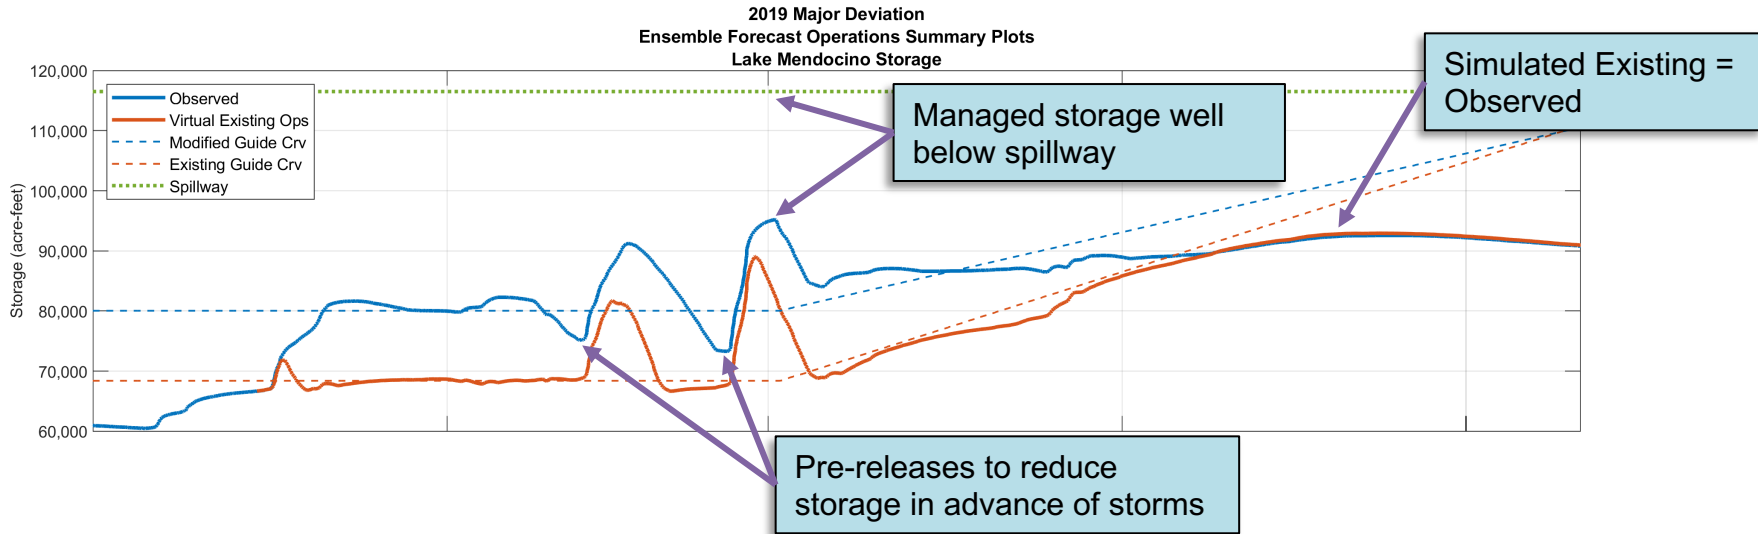 2019 Major Deviation
Ensemble Forecast Operations Summary Plots
Lake Mendocino Storage
120,000
110,000
100,000
90,000
80,000
70,000
60,000
Storage (acre-feet)
Observed
Virtual Existing Ops
Modified Guide Crv
Existing Guide Crv
Spillway
Managed storage well
below spillway
Simulated Existing =
Observed
Pre-releases to reduce
storage in advance of storms